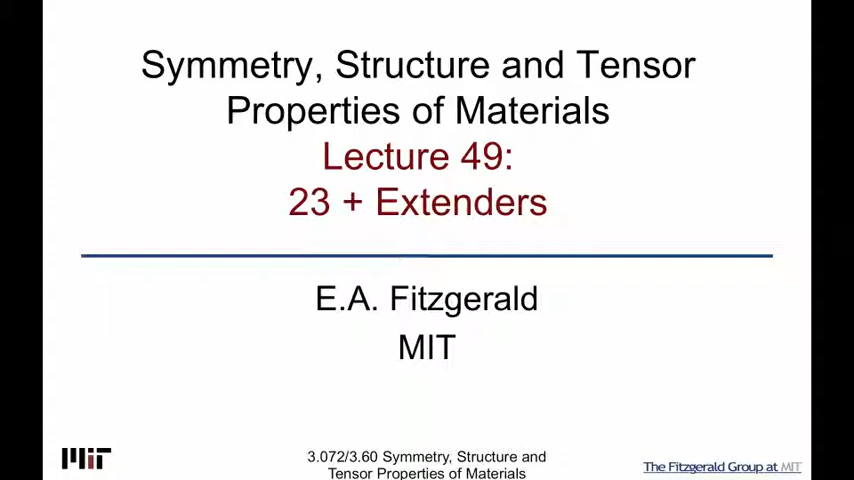 Symmetry, Structure and Tensor
Properties of Materials
Lecture 49:
23 + Extenders
E.A. Fitzgerald
MIT
MIT
3.072/3.60 Symmetry, Structure and
Tensor Properties of Materials
The Fitzgerald Group at MIT